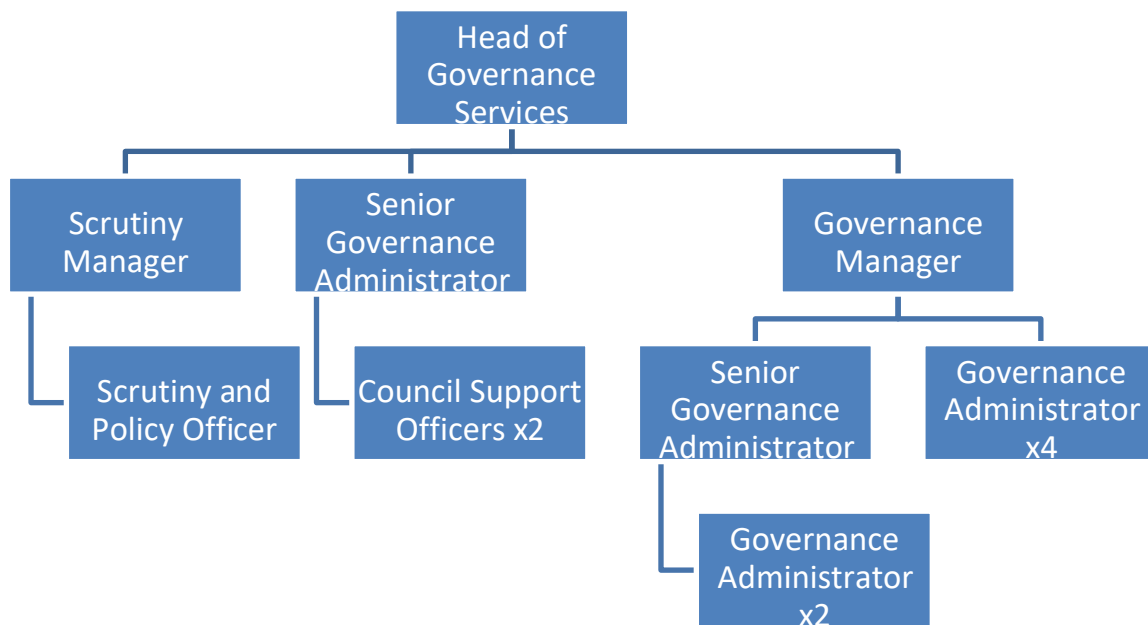 Head of
Governance
Services
Scrutiny
Manager
Senior
Governance
Administrator
Governance
Manager
Scrutiny and
Policy Officer
Council Support
Officers x2
Senior
Governance
Administrator
Governance
Administrator
x4
Governance
Administrator
x2